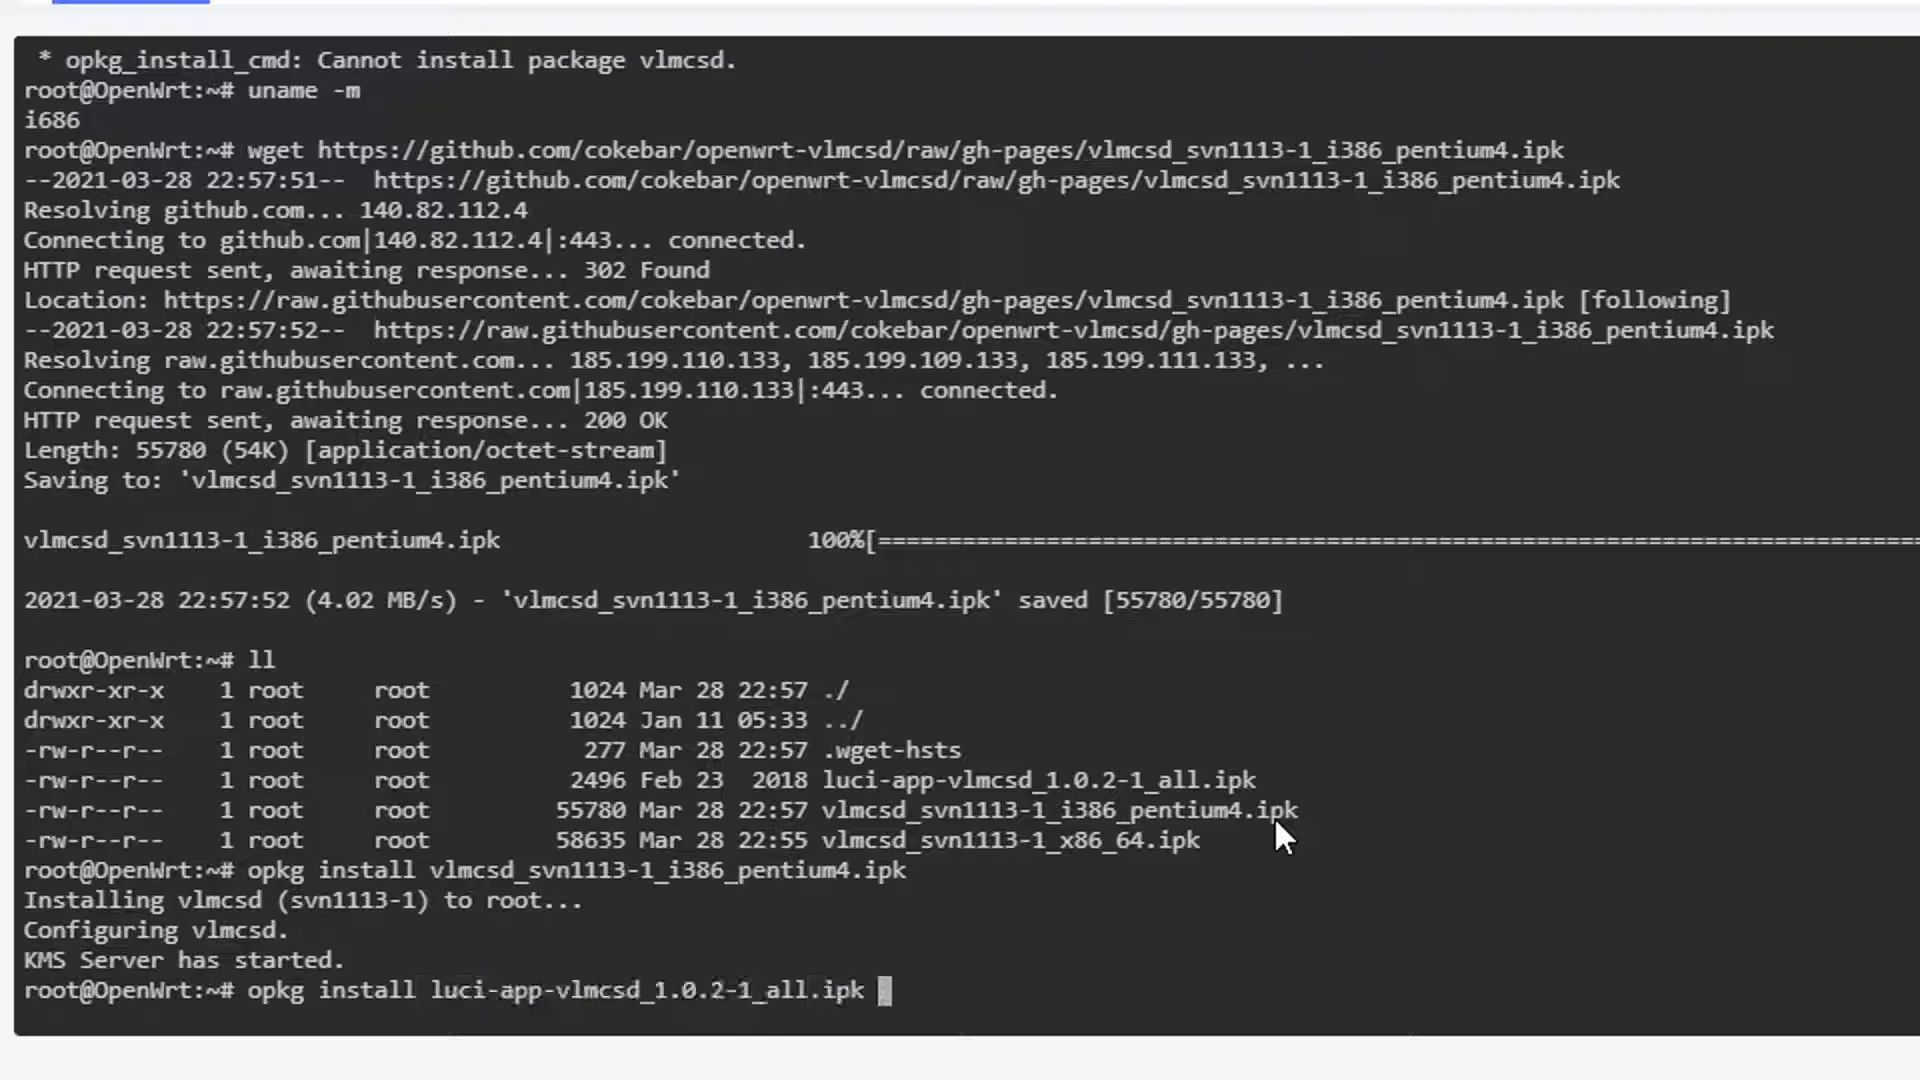 * opkg_install_cmd: Cannot install package vlmcsd.
root@OpenWrt:~# uname -m
i686
root@OpenWrt:~# wget https://github.com/cokebar/openwrt-vlmcsd/raw/gh-pages/vlmcsd_svn1113-1_i386_pentium4.ipk
--2021-03-28 22:57:51--  https://github.com/cokebar/openwrt-vlmcsd/raw/gh-pages/vlmcsd_svn1113-1_i386_pentium4.ipk
Resolving github.com... 140.82.112.4
Connecting to github.com|140.82.112.4|:443... connected.
HTTP request sent, awaiting response... 302 Found
Location: https://raw.githubusercontent.com/cokebar/openwrt-vlmcsd/gh-pages/vlmcsd_svn1113-1_i386_pentium4.ipk [following]
--2021-03-28 22:57:52--  https://raw.githubusercontent.com/cokebar/openwrt-vlmcsd/gh-pages/vlmcsd_svn1113-1_i386_pentium4.ipk
Resolving raw.githubusercontent.com... 185.199.110.133, 185.199.109.133, 185.199.111.133, ...
Connecting to raw.githubusercontent.com|185.199.110.133|:443... connected.
HTTP request sent, awaiting response... 200 OK
Length: 55780 (54K) [application/octet-stream]
Saving to: 'vlmcsd_svn1113-1_i386_pentium4.ipk'
vlmcsd_svn1113-1_i386_pentium4.ipk 100%[==========================================================================
2021-03-28 22:57:52 (4.02 MB/s) - 'vlmcsd_svn1113-1_i386_pentium4.ipk' saved [55780/55780]
root@OpenWrt:~# ll
drwxr-xr-x    1 root     root          1024 Mar 28 22:57 ./
drwxr-xr-x    1 root     root          1024 Jan 11 05:33 ../
-rw-r--r--    1 root     root           277 Mar 28 22:57 .wget-hsts
-rw-r--r--    1 root     root          2496 Feb 23  2018 luci-app-vlmcsd_1.0.2-1_all.ipk
-rw-r--r--    1 root     root         55780 Mar 28 22:57 vlmcsd_svn1113-1_i386_pentium4.ipk
-rw-r--r--    1 root     root         58635 Mar 28 22:55 vlmcsd_svn1113-1_x86_64.ipk
root@OpenWrt:~# opkg install vlmcsd_svn1113-1_i386_pentium4.ipk
Installing vlmcsd (svn1113-1) to root...
Configuring vlmcsd.
KMS Server has started.
root@OpenWrt:~# opkg install luci-app-vlmcsd_1.0.2-1_all.ipk